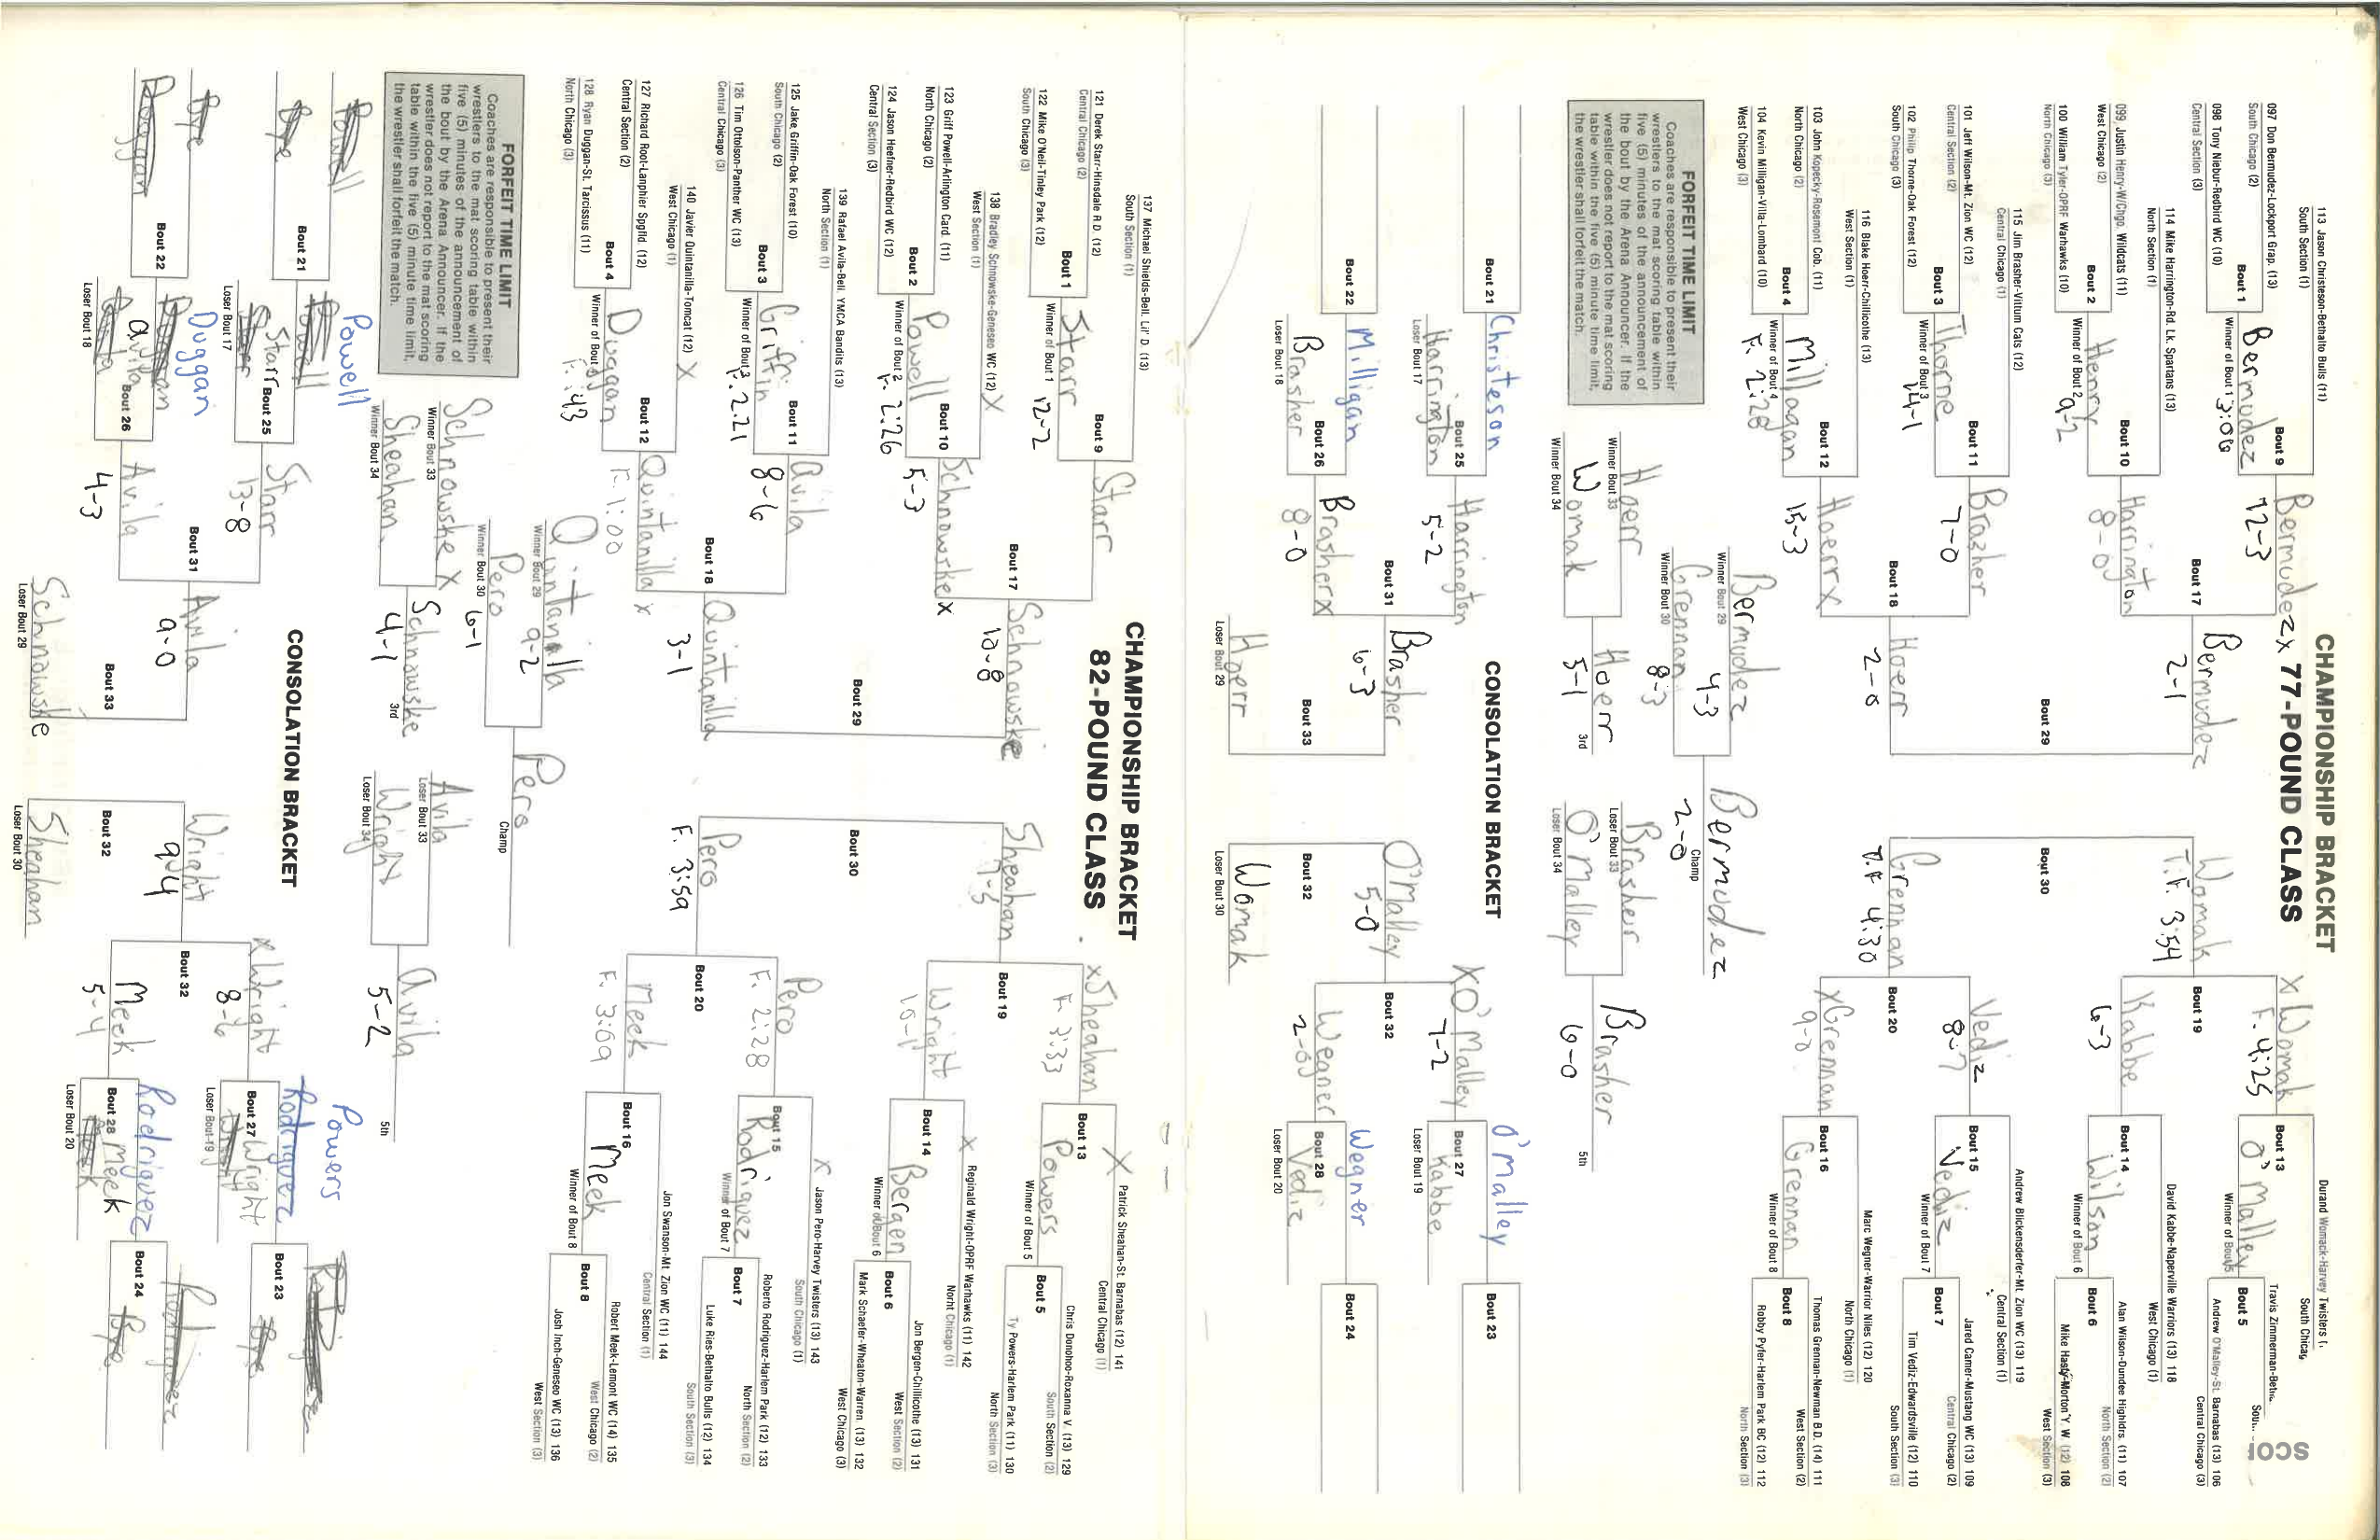 CHAMPIONSHIP BRACKET
77-POUND CLASS
113 Jason Christeson-Bethalto Bulls (11)
South Section (1)
097 Don Bermudez-Lockport Grap. (13)
South Chicago (2)
Bout 1
098 Tony Niebur-Redbird WC (10)
Central Section (3)
Bermudez
Winner of Bout 1 3:00
Bout 9
Bermudez x
12-3
114 Mike Harrington-Rd. Lk. Spartans (13)
North Section (1)
099 Justin Henry-W/Chgo. Wildcats (11)
West Chicago (2)
Bout 2
100 William Tyler-OPRF Warhawks (10)
North Chicago (3)
Henry
Winner of Bout 2 9-2
Bout 10
Harrington
8-0
Bout 17
Bermudez
2-1
115 Jim Brasher-Vittum Cats (12)
Central Chicago (1)
101 Jeff Wilson-Mt. Zion WC (12)
Central Section (2)
Bout 3
102 Philip Thorne-Oak Forest (12)
South Chicago (3)
Thorne
Winner of Bout 3 14-1
Bout 11
Brasher
7-0
116 Blake Hoerr-Chillicothe (13)
West Section (1)
103 John Kopecky-Rosemont Cob. (11)
North Chicago (2)
Bout 4
104 Kevin Milligan-Villa-Lombard (10)
West Chicago (3)
Millagan
Winner of Bout 4
F. 2:28
Bout 12
Hoerr x
15-3
Bout 18
Hoerr
2-0
Bout 29
Bout 30
Womak
T.F. 3:54
Grennan
T.F. 4:30
Bout 19
x Womak
F. 4:25
Kabbe
6-3
Bout 20
Vediz
8-7
x Grennan
9-0
Durand Womack-Harvey Twisters
South Chicag
Bout 13
O'Malley
Winner of Bout 5
Travis Zimmerman-Beth
Sou
Bout 5
Andrew O'Malley-St. Barnabas (13) 106
Central Chicago (3)
David Kabbe-Naperville Warriors (13) 118
West Chicago (1)
Bout 14
Wilson
Winner of Bout 6
Alan Wilson-Dundee Highldrs. (11) 107
North Section (2)
Bout 6
Mike Hasty-Morton Y. W (12) 108
West Section (3)
Andrew Blickensderfer-Mt. Zion WC (13) 119
Central Section (1)
Bout 15
Vediz
Winner of Bout 7
Jared Camer-Mustang WC (13) 109
Central Chicago (2)
Bout 7
Tim Vediz-Edwardsville (12) 110
South Section (3)
Marc Wegner-Warrior Niles (12) 120
North Chicago (1)
Bout 16
Grennan
Winner of Bout 8
Thomas Grennan-Newman B.D. (14) 111
West Section (2)
Bout 8
Robby Pyfer-Harlem Park BC (12) 112
North Section (3)
SCOR
Bermudez
Winner Bout 29 4-3
Grennan
Winner Bout 30 8-3
Bermudez
Champ
2-0
Hoerr
Winner Bout 33
Womak
Winner Bout 34
Hoerr
5-1
3rd
Brasher
Loser Bout 33
O'Malley
Loser Bout 34
Brasher
6-0
5th
FORFEIT TIME LIMIT
Coaches are responsible to present their
wrestlers to the mat scoring table within
five (5) minutes of the announcement of
the bout by the Arena Announcer. If the
wrestler does not report to the mat scoring
table within the five (5) minute time limit,
the wrestler shall forfeit the match.
CONSOLATION BRACKET
Bout 21
Christeson
Harrington
Loser Bout 17
Bout 25
Harrington
5-2
Bout 22
Milligan
Brasher
Loser Bout 18
Bout 26
Brasher x
8-0
Bout 31
Brasher
6-3
Bout 33
Hoerr
Loser Bout 29
O'Malley
5-0
Bout 32
Womak
Loser Bout 30
x O'Malley
7-2
Bout 32
Wegner
2-0
O'Malley
Bout 27
Kabbe
Loser Bout 19
Wegner
Bout 28
Vediz
Loser Bout 20
Bout 23
Bout 24
CHAMPIONSHIP BRACKET
82-POUND CLASS
137 Michael Shields-Bell. Lil' D. (13)
South Section (1)
121 Derek Starr-Hinsdale R.D. (12)
Central Chicago (2)
Bout 1
122 Mike O'Neil-Tinley Park (12)
South Chicago (3)
Starr
Winner of Bout 1 12-2
Bout 9
Starr
138 Bradley Schnowske-Geneseo WC (12) X
West Section (1)
123 Griff Powell-Arlington Card (11)
North Chicago (2)
Bout 2
124 Jason Heefner-Redbird WC (12)
Central Section (3)
Powell
Winner of Bout 2 F. 2:26
Bout 10
Schnowske x
5-3
Bout 17
Schnowske
10-8
139 Rafael Avila-Bell. YMCA Bandits (13)
North Section (1)
125 Jake Griffin-Oak Forest (10)
South Chicago (2)
Bout 3
126 Tim Ottolson-Panther WC (13)
Central Chicago (3)
Griffin
Winner of Bout 3 F. 2:21
Bout 11
Avila
8-6
140 Javier Quintanilla-Tomcat (12) X
West Chicago (1)
127 Richard Root-Lanphier Spgfld. (12)
Central Section (2)
Bout 4
128 Ryan Duggan-St. Tarcissus (11)
North Chicago (3)
Duggan
Winner of Bout 4
F. :43
Bout 12
Quintanilla x
F. 1:00
Bout 18
Quintanilla
3-1
Bout 29
Bout 30
Sheahan
7-5
Pero
F. 3:59
Bout 19
x Sheahan
F. 3:33
Wright
10-1
Bout 20
Pero
F. 2:28
Meek
F. 3:09
X Patrick Sheahan-St. Barnabas (12) 141
Central Chicago (1)
Bout 13
Powers
Winner of Bout 5
Chris Donohoo-Roxanna V. (13) 129
South Section (2)
Bout 5
Ty Powers-Harlem Park (11) 130
North Section (3)
X Reginald Wright-OPRF Warhawks (11) 142
Norht Chicago (1)
Bout 14
Bergen
Winner of Bout 6
Jon Bergen-Chillicothe (13) 131
West Section (2)
Bout 6
Mark Schaefer-Wheaton-Warren. (13) 132
West Chicago (3)
X Jason Pero-Harvey Twisters (13) 143
South Chicago (1)
Bout 15
Rodriguez
Winner of Bout 7
Roberto Rodriguez-Harlem Park (12) 133
North Section (2)
Bout 7
Luke Ries-Bethalto Bulls (12) 134
South Section (3)
Jon Swanson-Mt. Zion WC (11) 144
Central Section (1)
Bout 16
Meek
Winner of Bout 8
Robert Meek-Lemont WC (14) 135
West Chicago (2)
Bout 8
Josh Inch-Geneseo WC (13) 136
West Section (3)
Quintanilla
Winner Bout 29 9-2
Pero
Winner Bout 30 6-1
Pero
Champ
Schnowske X
Winner Bout 33
Sheahan
Winner Bout 34
Schnowske
4-1
3rd
Avila
Loser Bout 33
Wright
Loser Bout 34
Avila
5-2
5th
FORFEIT TIME LIMIT
Coaches are responsible to present their
wrestlers to the mat scoring table within
five (5) minutes of the announcement of
the bout by the Arena Announcer. If the
wrestler does not report to the mat scoring
table within the five (5) minute time limit,
the wrestler shall forfeit the match.
CONSOLATION BRACKET
Powell
Bye
Bout 21
Powell
Powell
Starr
Loser Bout 17
Bout 25
Starr
13-8
Bye
Duggan
Bout 22
Duggan
Duggan
Avila
Avila
Loser Bout 18
Bout 26
Avila
4-3
Bout 31
Avila
9-0
Bout 33
Schnowske
Loser Bout 29
Wright
9-4
Bout 32
Sheahan
Loser Bout 30
x Wright
8-6
Bout 32
Meek
5-4
Powers
Rodriguez
Bout 27
Wright
Wright
Loser Bout 19
Rodriguez
Bout 28
Meek
Meek
Loser Bout 20
Bout 23
Bye
Rodriguez
Bout 24
Bye